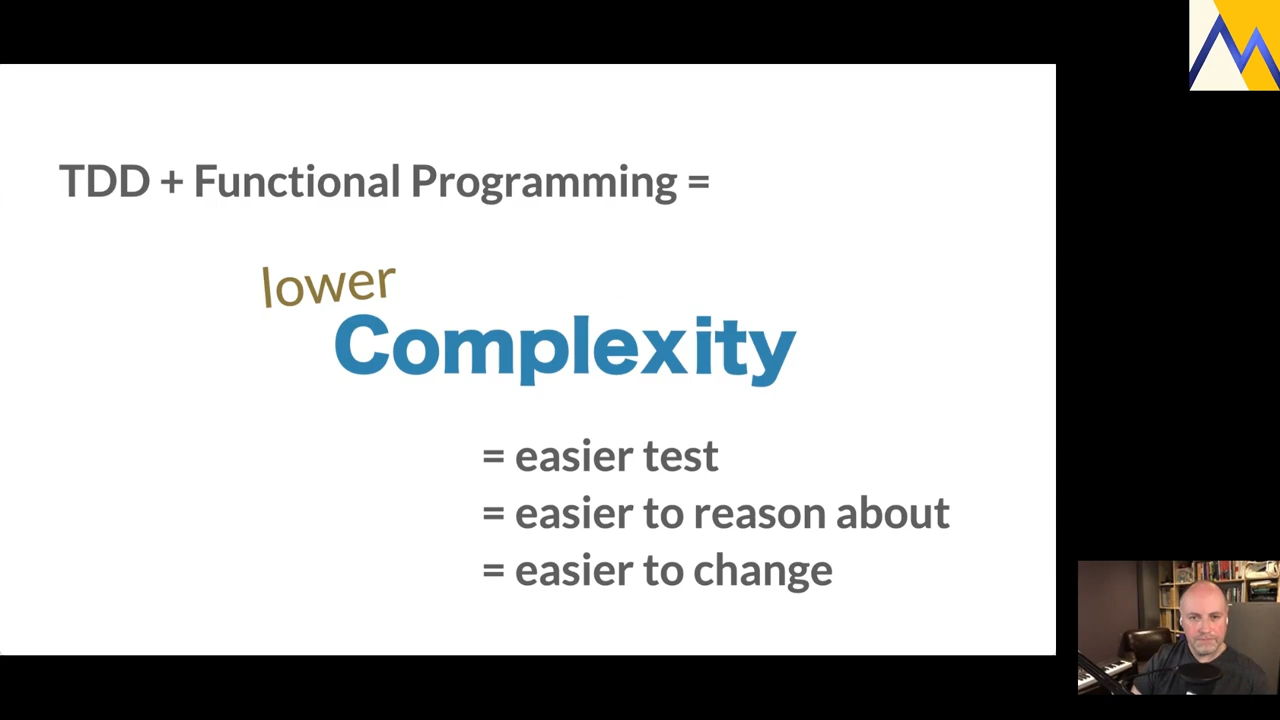 TDD + Functional Programming =
lower
Complexity
= easier test
= easier to reason about
= easier to change